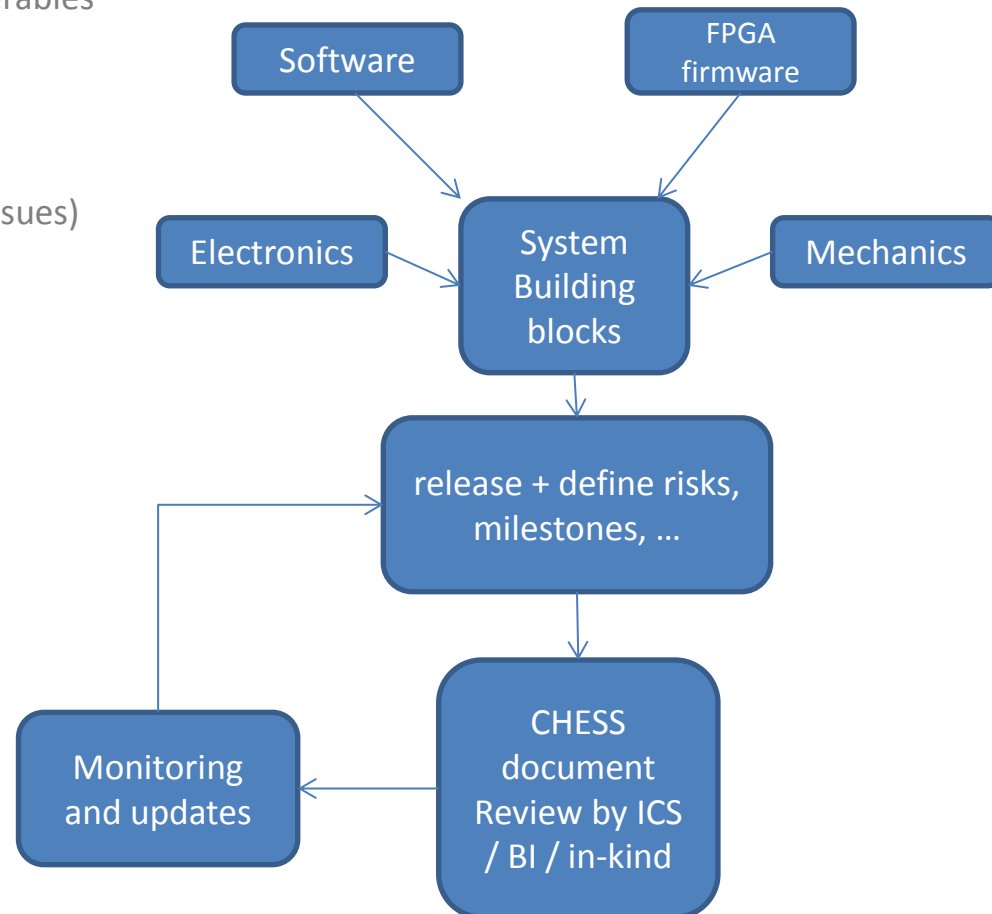 Software
FPGA
firmware
sues)
Electronics
System
Building
blocks
Mechanics
release + define risks,
milestones, ...
CHESS
document
Review by ICS
/ BI / in-kind
Monitoring
and updates